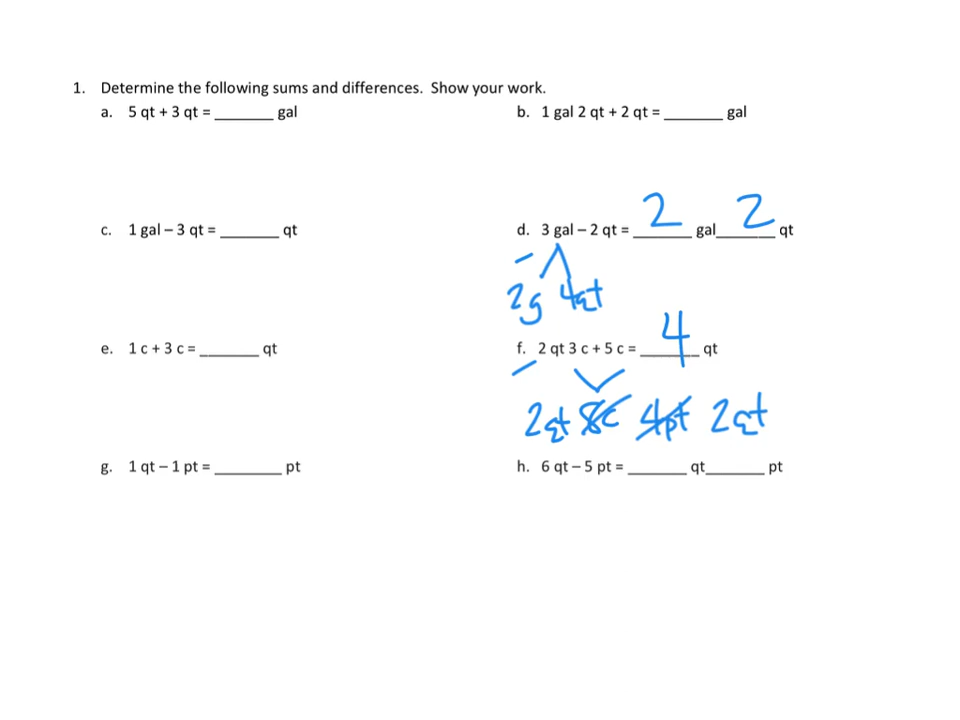 1. Determine the following sums and differences. Show your work.
a. 5 qt + 3 qt = _______ gal
b. 1 gal 2 qt + 2 qt = _______ gal
c. 1 gal – 3 qt = _______ qt
d. 3 gal – 2 qt = 2 gal 2 qt
2g 4qt
e. 1 c + 3 c = _______ qt
f. 2 qt 3 c + 5 c = 4 qt
2qt 8c 4pt 2qt
g. 1 qt – 1 pt = ________ pt
h. 6 qt – 5 pt = _______ qt_______ pt